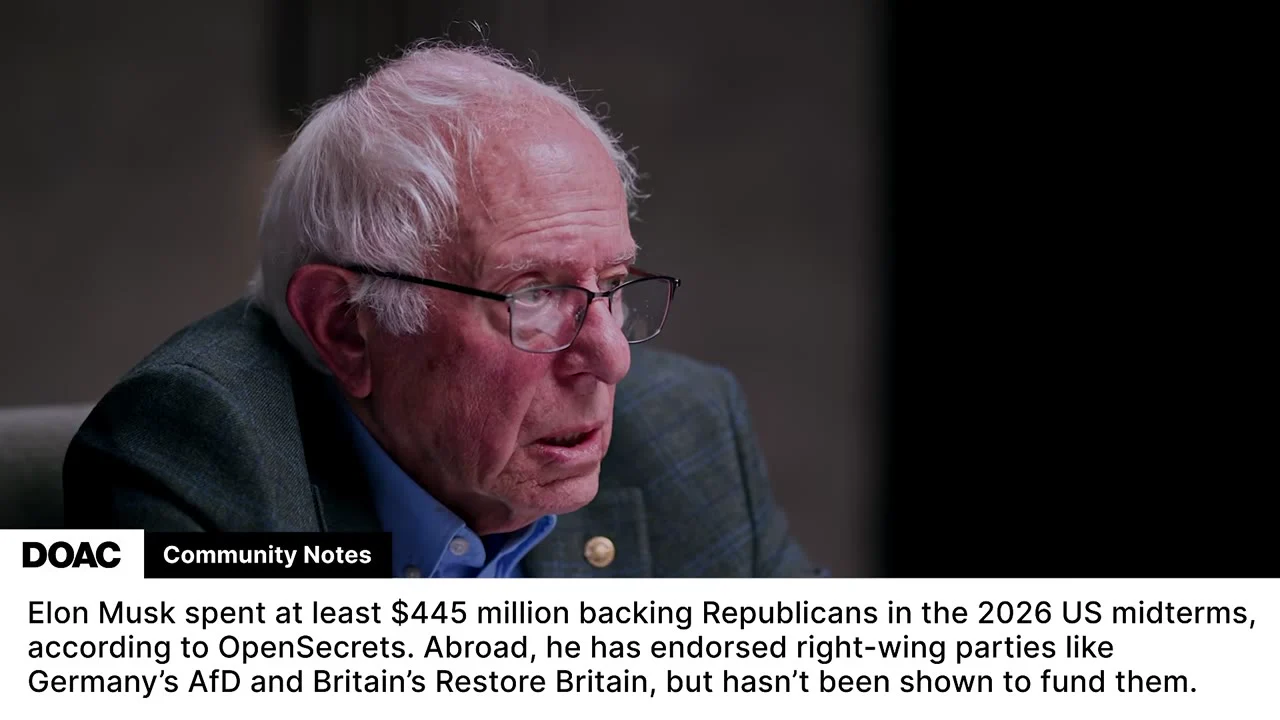 DOAC Community Notes
Elon Musk spent at least $445 million backing Republicans in the 2026 US midterms,
according to OpenSecrets. Abroad, he has endorsed right-wing parties like
Germany’s AfD and Britain’s Restore Britain, but hasn’t been shown to fund them.